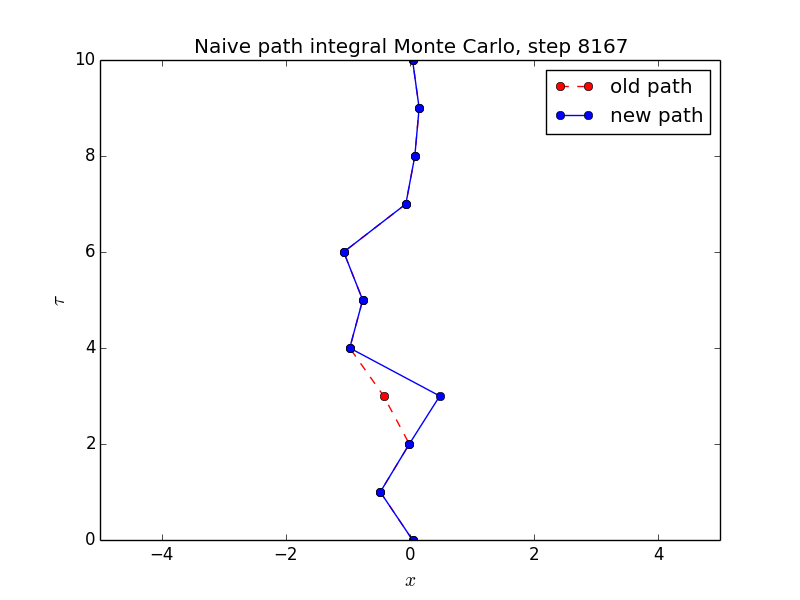 Naive path integral Monte Carlo, step 8167
old path
new path
10
8
6
4
2
0
τ
−4 −2 0 2 4
x